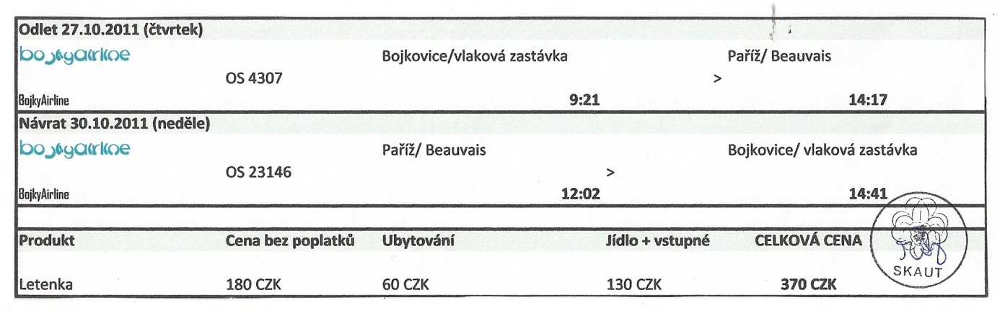 Odlet 27.10.2011 (čtvrtek)
bojkyairline Bojkovice/vlaková zastávka Paříž/ Beauvais
OS 4307 >
BojkyAirline 9:21 14:17
Návrat 30.10.2011 (neděle)
bojkyairline Paříž/ Beauvais Bojkovice/ vlaková zastávka
OS 23146 >
BojkyAirline 12:02 14:41
Produkt Cena bez poplatků Ubytování Jídlo + vstupné CELKOVÁ CENA
SKAUT
Letenka 180 CZK 60 CZK 130 CZK 370 CZK